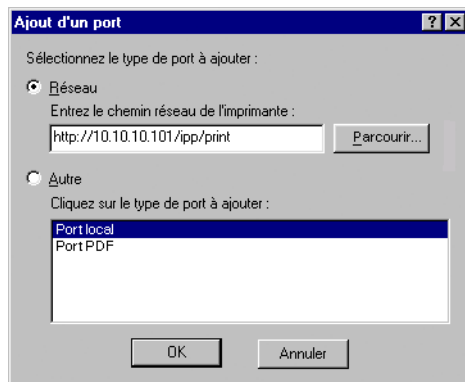 Ajout d'un port
Sélectionnez le type de port à ajouter :
Réseau
Entrez le chemin réseau de l'imprimante :
http://10.10.10.101/ipp/print
Parcourir...
Autre
Cliquez sur le type de port à ajouter :
Port local
Port PDF
OK
Annuler